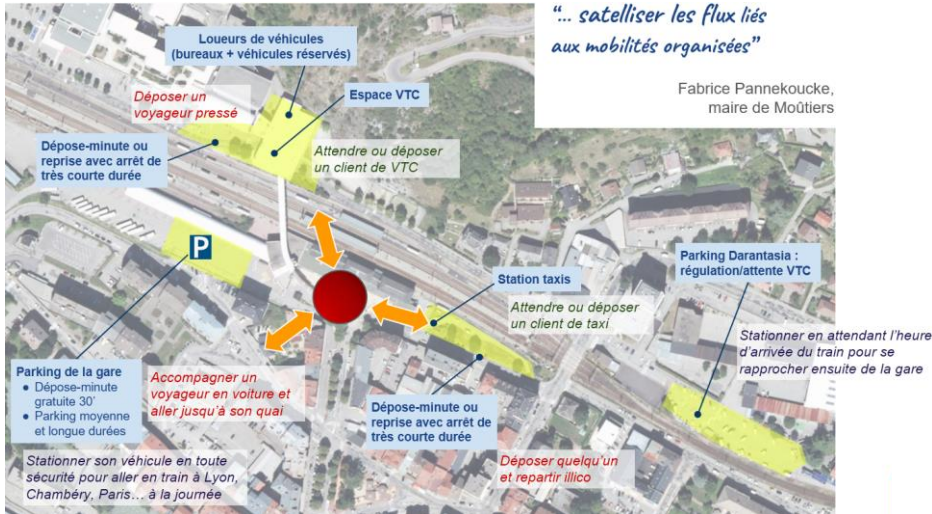 "... satelliser les flux liés
aux mobilités organisées"
Fabrice Pannekoucke,
maire de Moûtiers
Loueurs de véhicules
(bureaux + véhicules réservés)
Déposer un
voyageur pressé
Espace VTC
Dépose-minute ou
reprise avec arrêt de
très courte durée
Attendre ou déposer
un client de VTC
P
Parking Darantasia :
régulation/attente VTC
Station taxis
Attendre ou déposer
un client de taxi
Stationner en attendant l'heure
d'arrivée du train pour se
rapprocher ensuite de la gare
Parking de la gare
● Dépose-minute
gratuite 30'
● Parking moyenne
et longue durées
Accompagner un
voyageur en voiture et
aller jusqu'à son quai
Dépose-minute ou
reprise avec arrêt de
très courte durée
Stationner son véhicule en toute
sécurité pour aller en train à Lyon,
Chambéry, Paris... à la journée
Déposer quelqu'un
et repartir illico